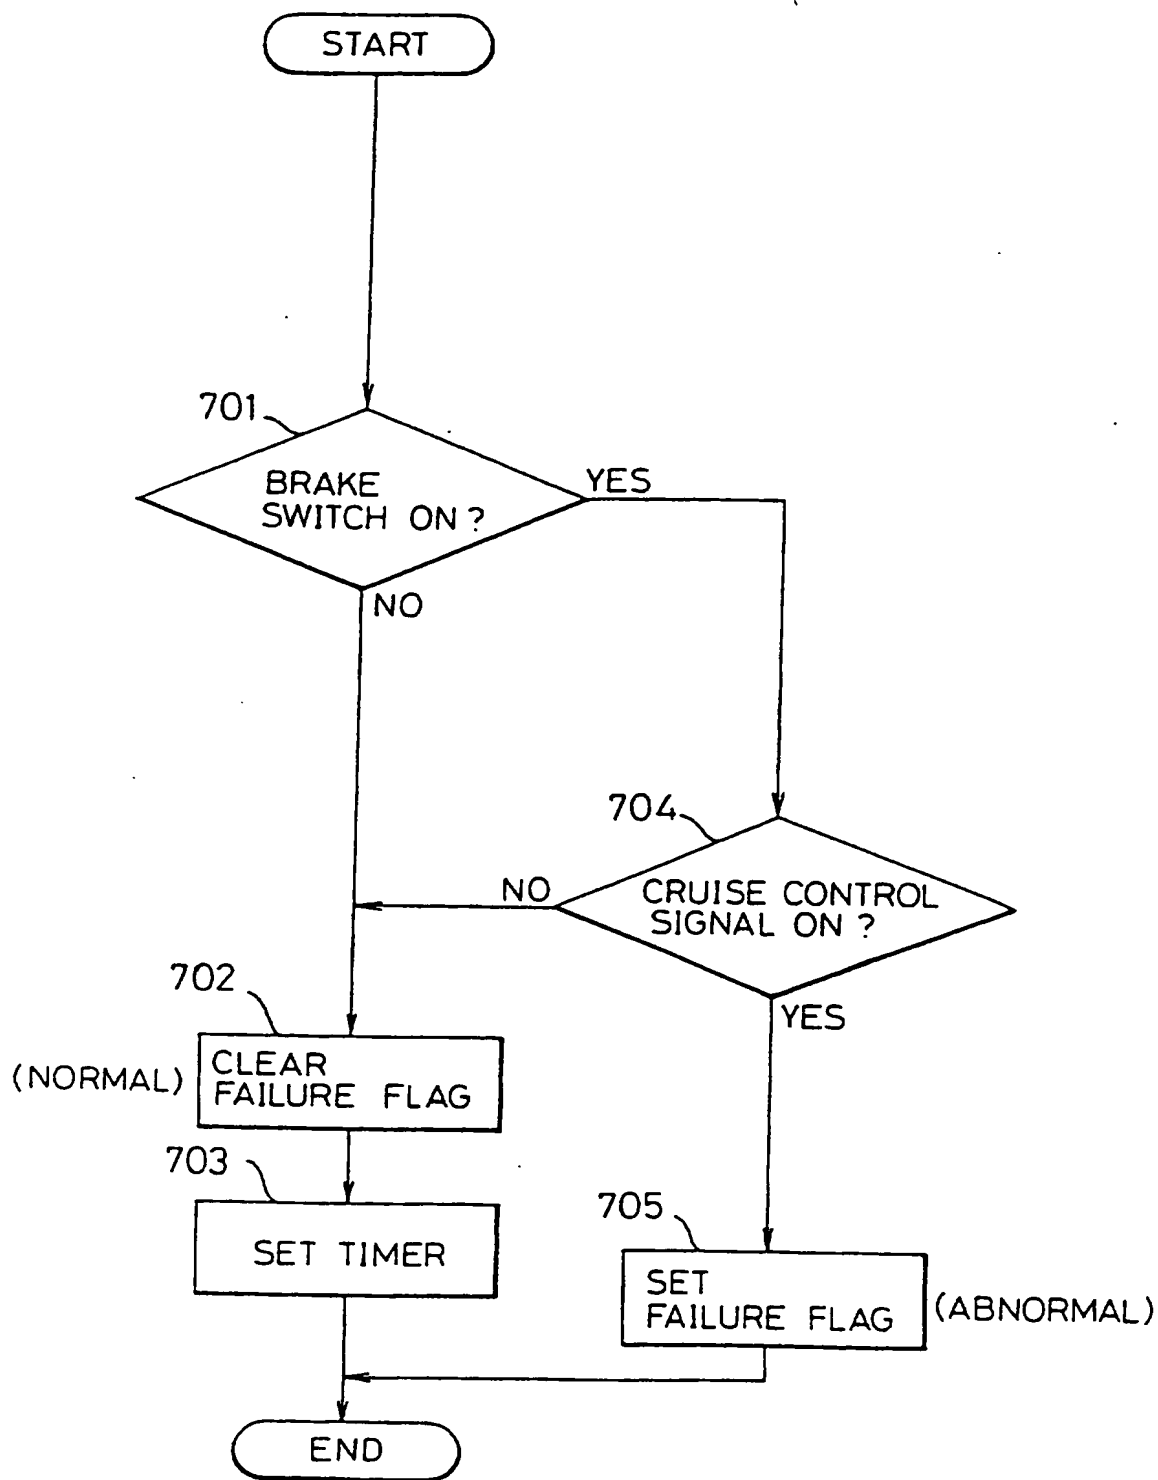 START
701
BRAKE
SWITCH ON ?
YES
NO
704
CRUISE CONTROL
SIGNAL ON ?
NO
YES
702
(NORMAL)
CLEAR
FAILURE FLAG
703
SET TIMER
705
SET
FAILURE FLAG
(ABNORMAL)
END